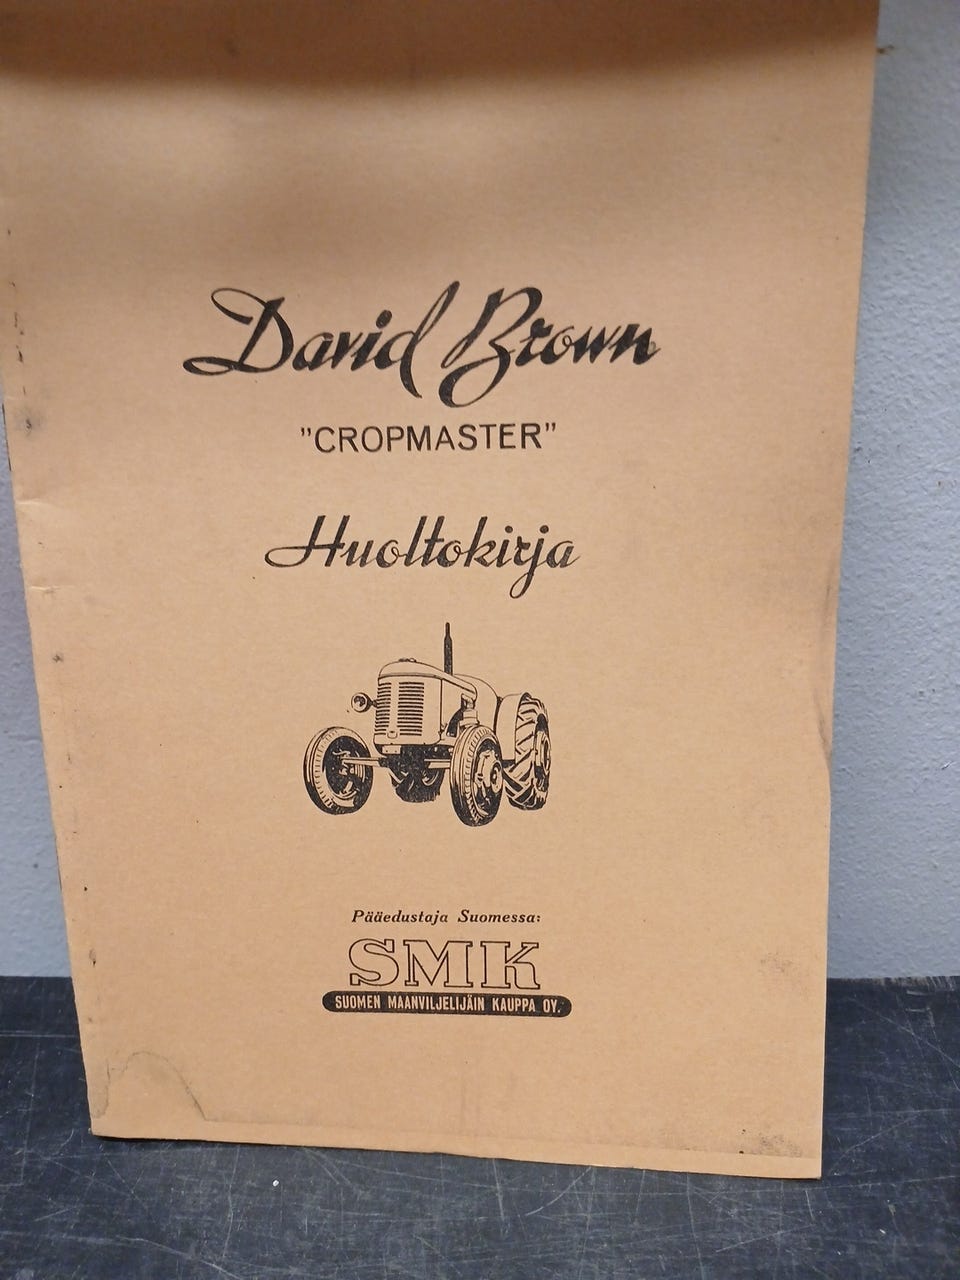 David Brown
"CROPMASTER"
Huoltokirja
Pääedustaja Suomessa:
SMK
SUOMEN MAANVILJELIJÄIN KAUPPA OY.